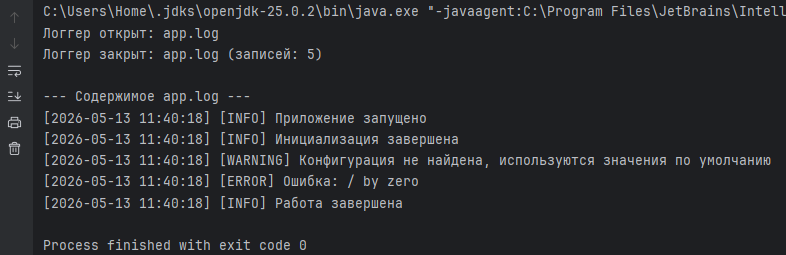 C:\Users\Home\.jdks\openjdk-25.0.2\bin\java.exe "-javaagent:C:\Program Files\JetBrains\Intell
Логгер открыт: app.log
Логгер закрыт: app.log (записей: 5)
--- Содержимое app.log ---
[2026-05-13 11:40:18] [INFO] Приложение запущено
[2026-05-13 11:40:18] [INFO] Инициализация завершена
[2026-05-13 11:40:18] [WARNING] Конфигурация не найдена, используются значения по умолчанию
[2026-05-13 11:40:18] [ERROR] Ошибка: / by zero
[2026-05-13 11:40:18] [INFO] Работа завершена
Process finished with exit code 0